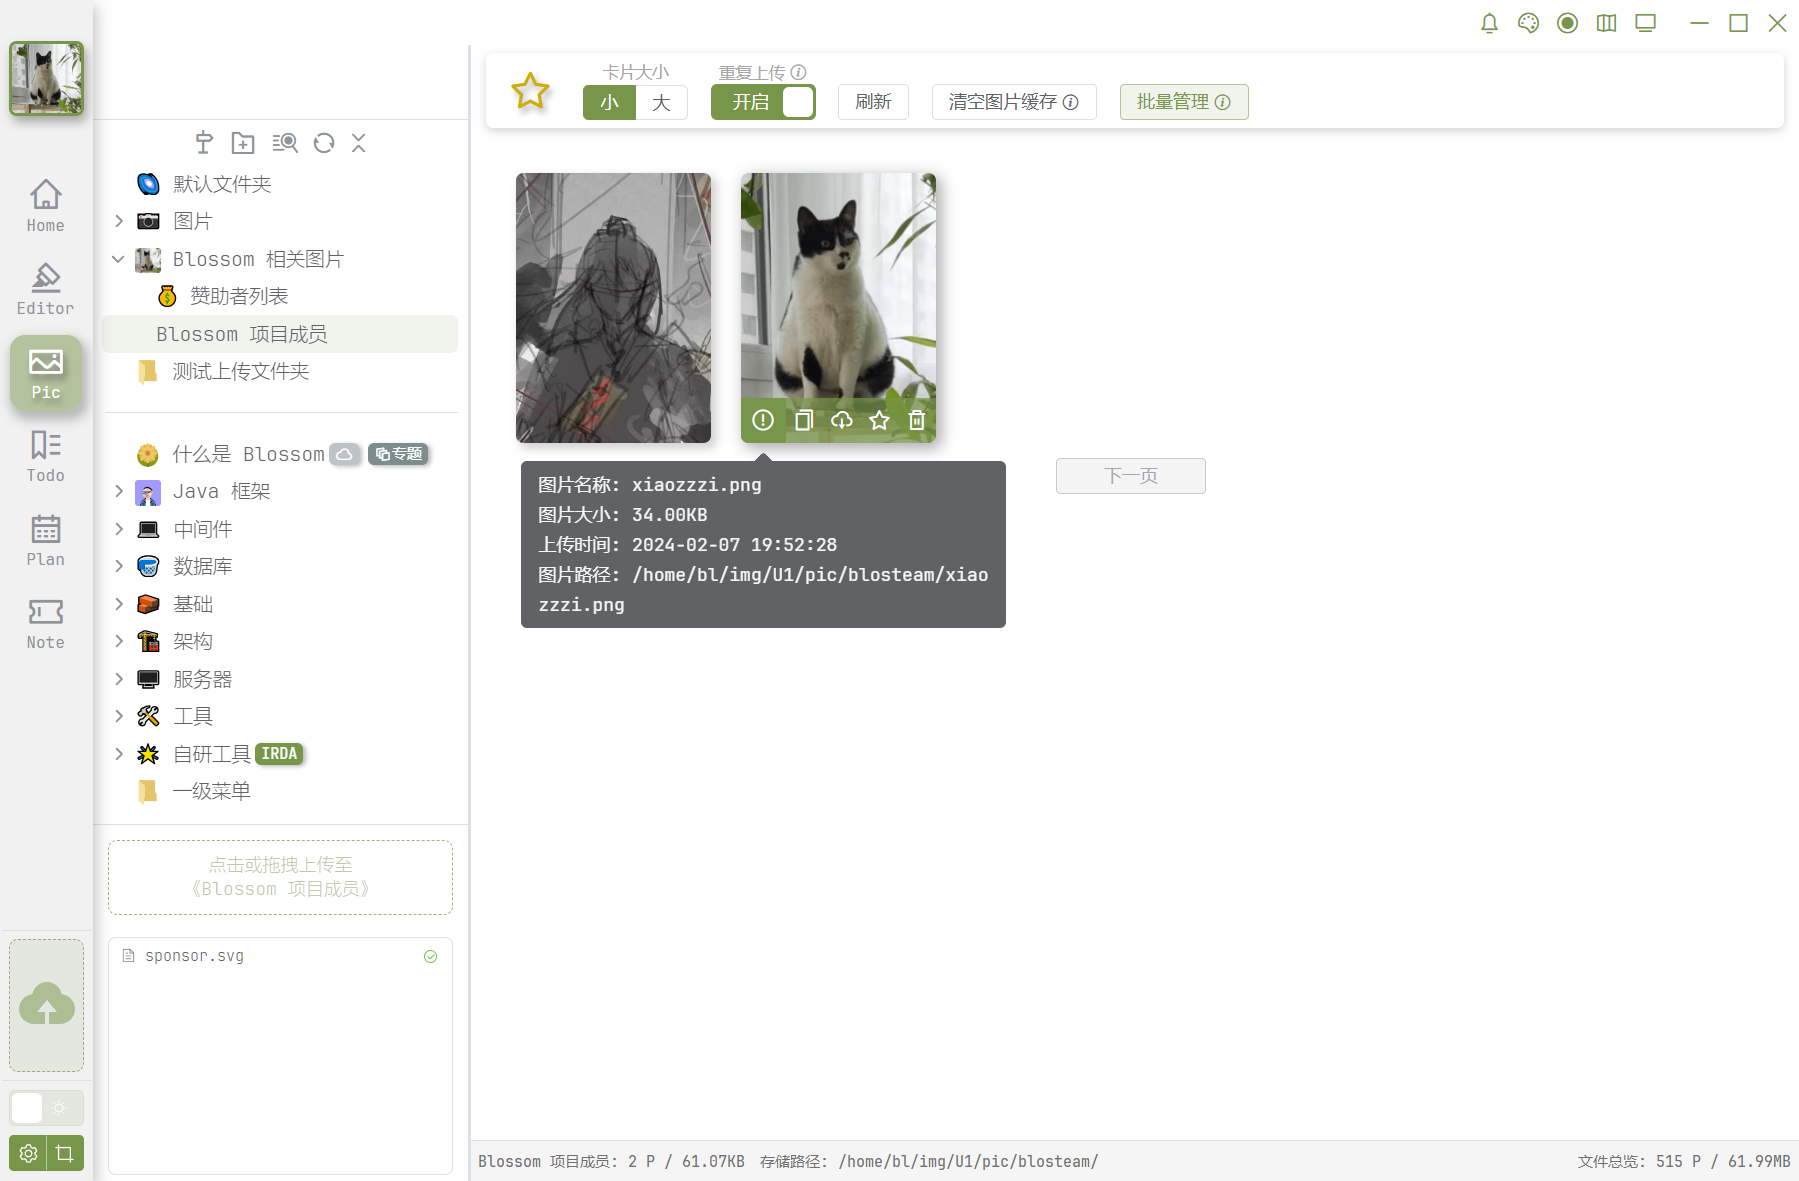 Home
Editor
Pic
Todo
Plan
Note
默认文件夹
图片
Blossom 相关图片
赞助者列表
Blossom 项目成员
测试上传文件夹
什么是 Blossom 专题
Java 框架
中间件
数据库
基础
架构
服务器
工具
自研工具 IRDA
一级菜单
点击或拖拽上传至
《Blossom 项目成员》
sponsor.svg
卡片大小 重复上传
小 大 开启 刷新 清空图片缓存 批量管理
图片名称: xiaozzzi.png
图片大小: 34.00KB
上传时间: 2024-02-07 19:52:28
图片路径: /home/bl/img/U1/pic/blosteam/xiao
zzzi.png
下一页
Blossom 项目成员: 2 P / 61.07KB 存储路径: /home/bl/img/U1/pic/blosteam/ 文件总览: 515 P / 61.99MB